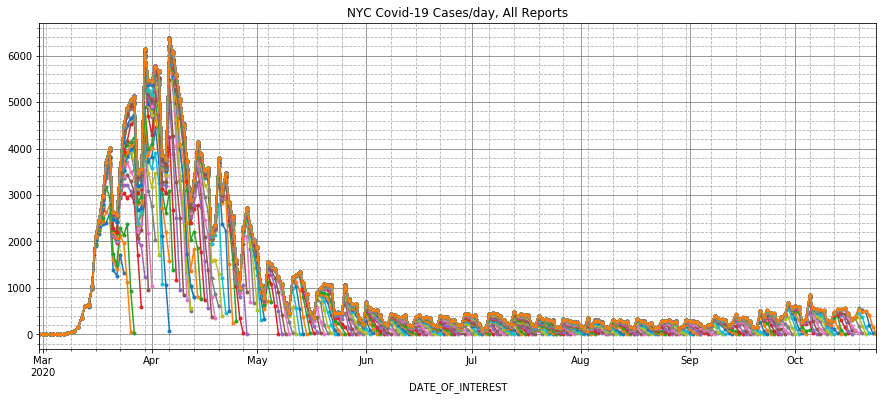 NYC Covid-19 Cases/day, All Reports
6000
5000
4000
3000
2000
1000
0
Mar Apr May Jun Jul Aug Sep Oct
2020
DATE_OF_INTEREST